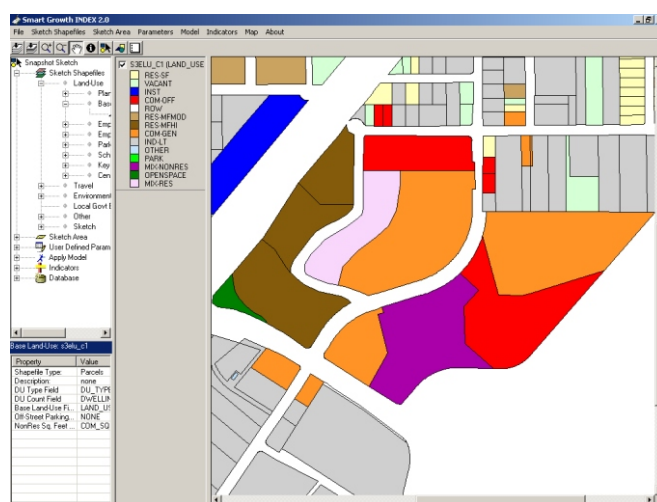 Smart Growth INDEX 2.0
File Sketch Shapefiles Sketch Area Parameters Model Indicators Map About
Snapshot Sketch
Sketch Shapefiles
Land-Use
Plar
Base
Emp
Emp
Park
Sch
Key
Cen
Travel
Environment
Local Govt E
Other
Sketch
Sketch Area
User Defined Param
Apply Model
Indicators
Database
S3ELU_C1 (LAND_USE
RES-SF
VACANT
INST
COM-OFF
ROW
RES-MFMOD
RES-MFHI
COM-GEN
IND-LT
OTHER
PARK
MIX-NONRES
OPENSPACE
MIX-RES
Base Land-Use: s3elu_c1
Property Value
Shapefile Type: Parcels
Description: none
DU Type Field DU_TYPE
DU Count Field DWELLIN
Base Land-Use Fi... LAND_US
Off-Street Parking... NONE
NonRes Sq. Feet ... COM_SQ